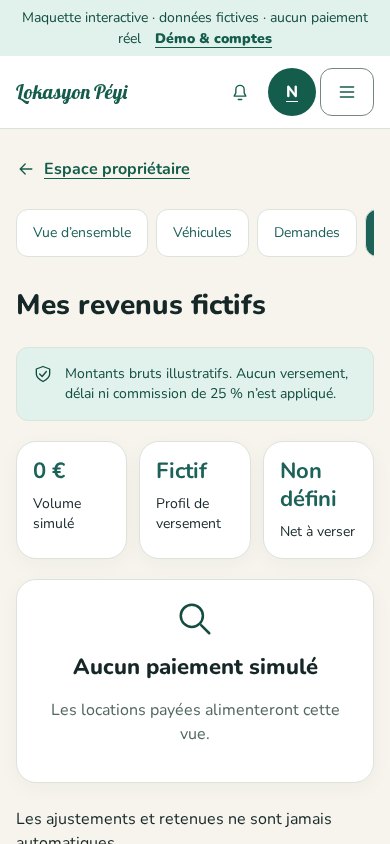 Maquette interactive · données fictives · aucun paiement
réel Démo & comptes
Lokasyon Péyi
N
Espace propriétaire
Vue d’ensemble
Véhicules
Demandes
Mes revenus fictifs
Montants bruts illustratifs. Aucun versement,
délai ni commission de 25 % n’est appliqué.
0 €
Volume
simulé
Fictif
Profil de
versement
Non
défini
Net à verser
Aucun paiement simulé
Les locations payées alimenteront cette
vue.
Les ajustements et retenues ne sont jamais
automatiques